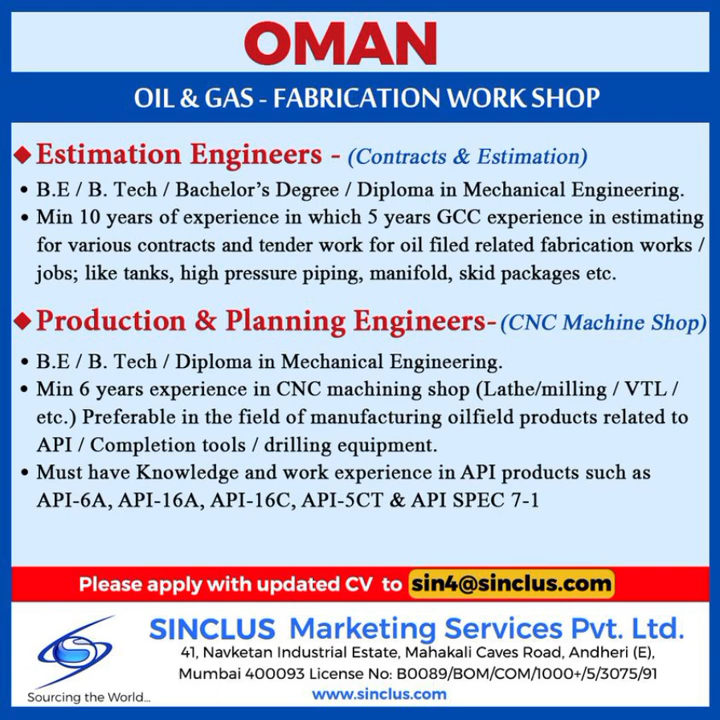 OMAN
OIL & GAS - FABRICATION WORK SHOP
◆ Estimation Engineers - (Contracts & Estimation)
• B.E / B. Tech / Bachelor's Degree / Diploma in Mechanical Engineering.
• Min 10 years of experience in which 5 years GCC experience in estimating
for various contracts and tender work for oil filed related fabrication works /
jobs; like tanks, high pressure piping, manifold, skid packages etc.
◆ Production & Planning Engineers- (CNC Machine Shop)
• B.E / B. Tech / Diploma in Mechanical Engineering.
• Min 6 years experience in CNC machining shop (Lathe/milling / VTL /
etc.) Preferable in the field of manufacturing oilfield products related to
API / Completion tools / drilling equipment.
• Must have Knowledge and work experience in API products such as
API-6A, API-16A, API-16C, API-5CT & API SPEC 7-1
Please apply with updated CV to sin4@sinclus.com
SINCLUS Marketing Services Pvt. Ltd.
41, Navketan Industrial Estate, Mahakali Caves Road, Andheri (E),
Mumbai 400093 License No: B0089/BOM/COM/1000+/5/3075/91
www.sinclus.com
Sourcing the World...